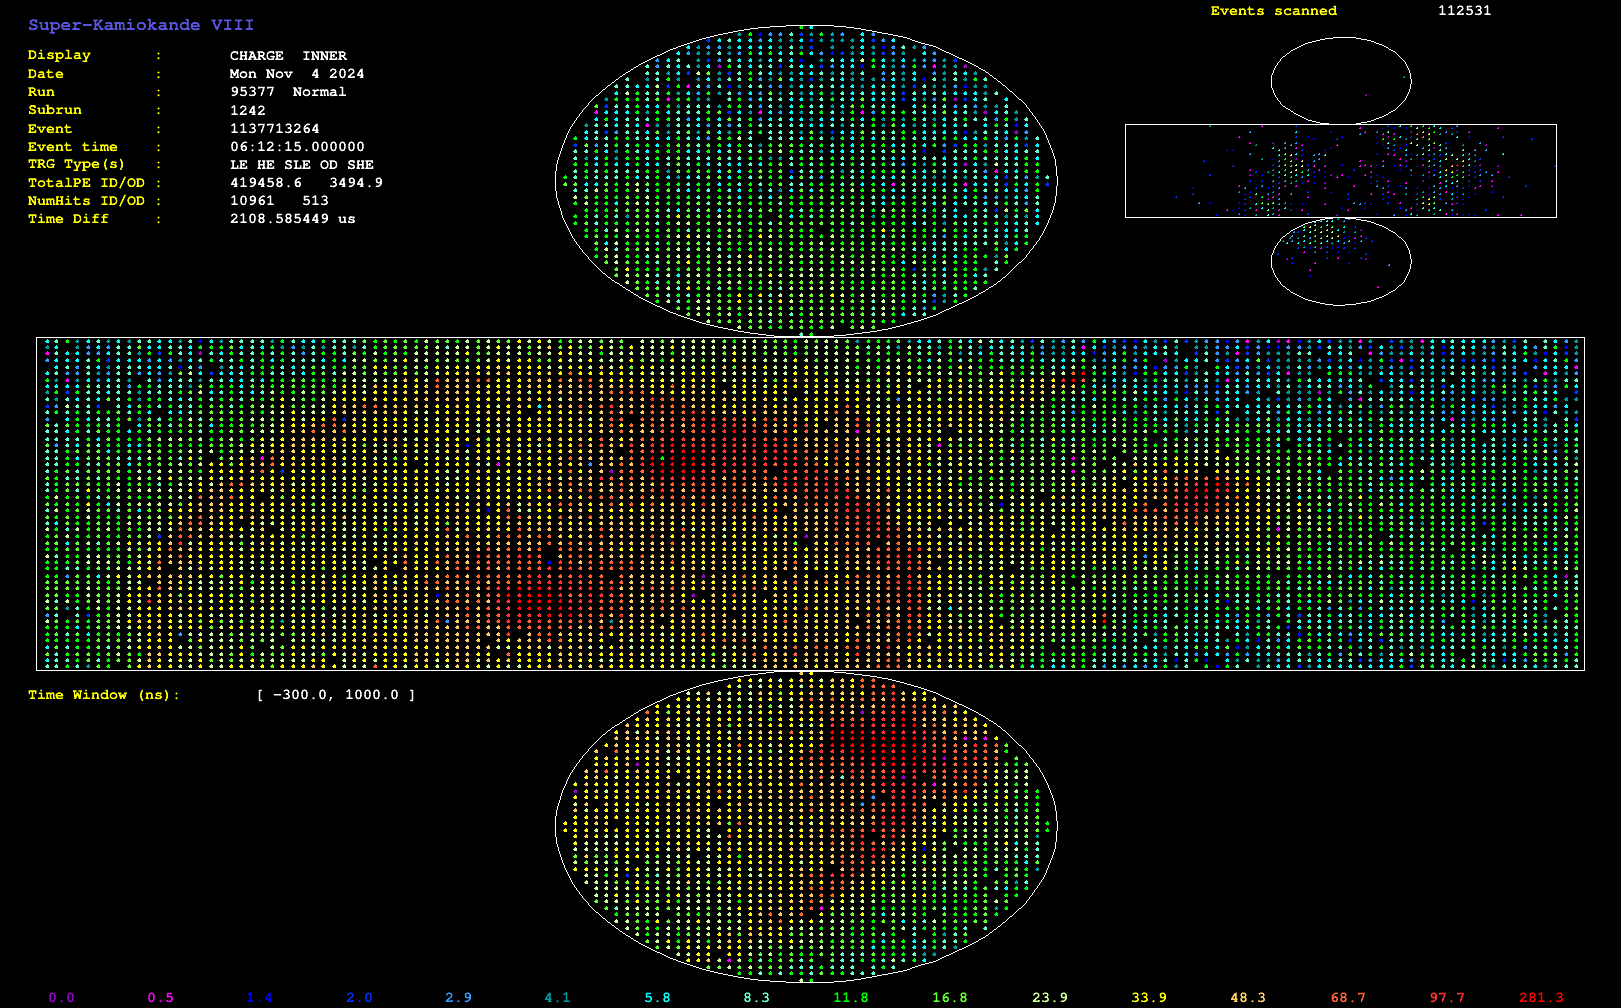 Super-Kamiokande VIII
Events scanned 112531
Display : CHARGE INNER
Date : Mon Nov 4 2024
Run : 95377 Normal
Subrun : 1242
Event : 1137713264
Event time : 06:12:15.000000
TRG Type(s) : LE HE SLE OD SHE
TotalPE ID/OD : 419458.6 3494.9
NumHits ID/OD : 10961 513
Time Diff : 2108.585449 us
Time Window (ns): [ -300.0, 1000.0 ]
0.0 0.5 1.4 2.0 2.9 4.1 5.8 8.3 11.8 16.8 23.9 33.9 48.3 68.7 97.7 281.3